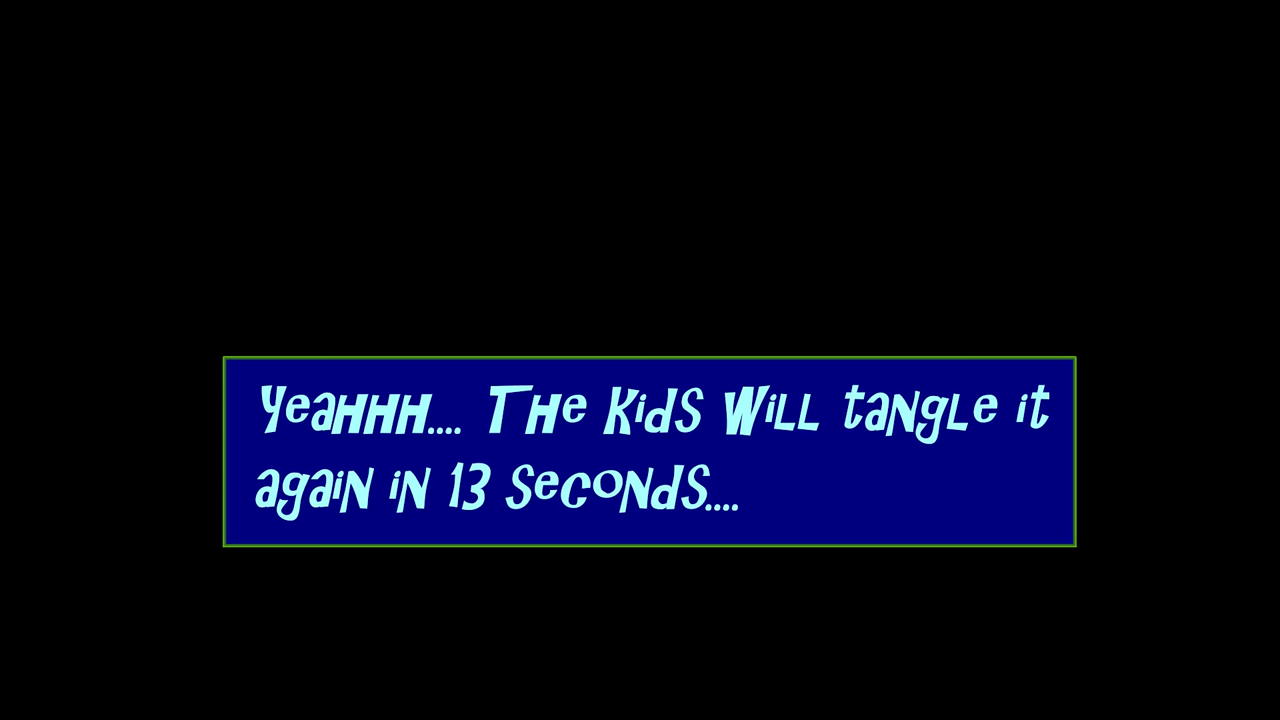 Yeahhh.... The Kids Will tangle it
again in 13 seconds....